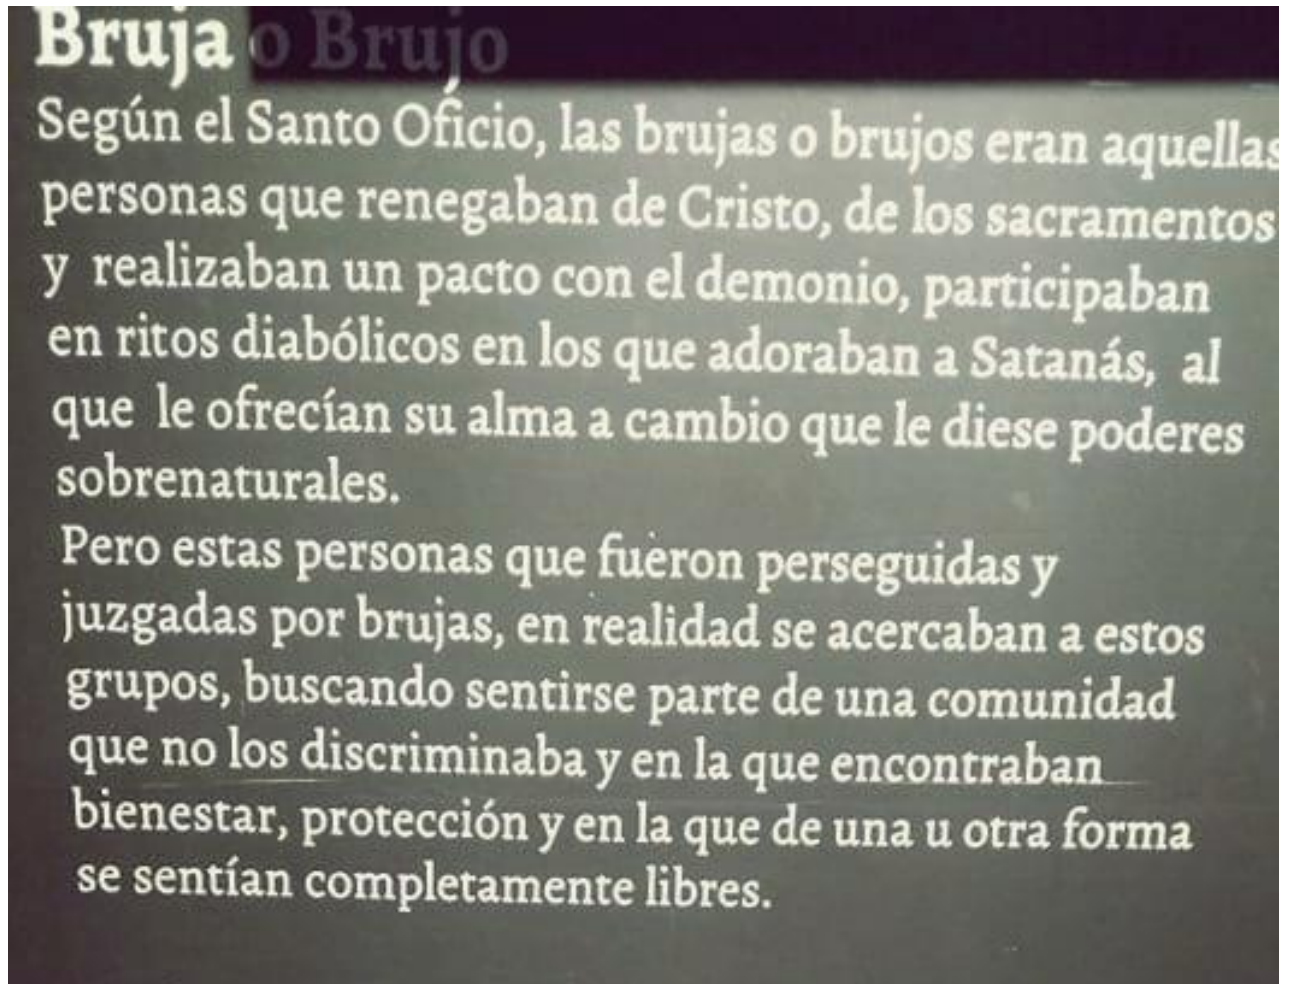 Bruja o Brujo
Según el Santo Oficio, las brujas o brujos eran aquellas
personas que renegaban de Cristo, de los sacramentos
y realizaban un pacto con el demonio, participaban
en ritos diabólicos en los que adoraban a Satanás, al
que le ofrecían su alma a cambio que le diese poderes
sobrenaturales.
Pero estas personas que fueron perseguidas y
juzgadas por brujas, en realidad se acercaban a estos
grupos, buscando sentirse parte de una comunidad
que no los discriminaba y en la que encontraban
bienestar, protección y en la que de una u otra forma
se sentían completamente libres.